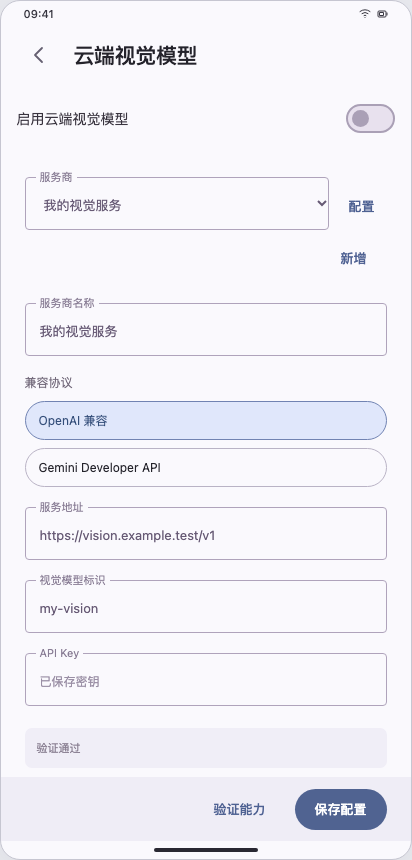 09:41
云端视觉模型
启用云端视觉模型
服务商
我的视觉服务
配置
新增
服务商名称
我的视觉服务
兼容协议
OpenAI 兼容
Gemini Developer API
服务地址
https://vision.example.test/v1
视觉模型标识
my-vision
API Key
已保存密钥
验证通过
验证能力
保存配置